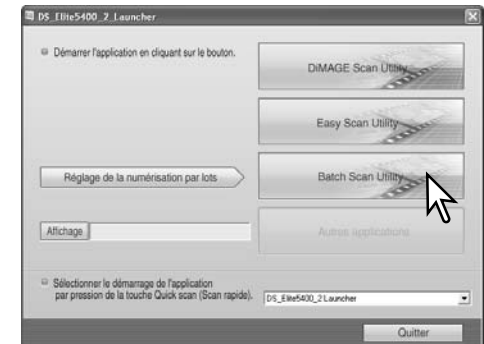 DS_Elite5400_2 Launcher
Démarrer l'application en cliquant sur le bouton.
DiMAGE Scan Utility
Easy Scan Utility
Réglage de la numérisation par lots
Batch Scan Utility
Affichage
Autres applications
Sélectionner le démarrage de l'application
par pression de la touche Quick scan (Scan rapide).
DS_Elite5400_2 Launcher
Quitter